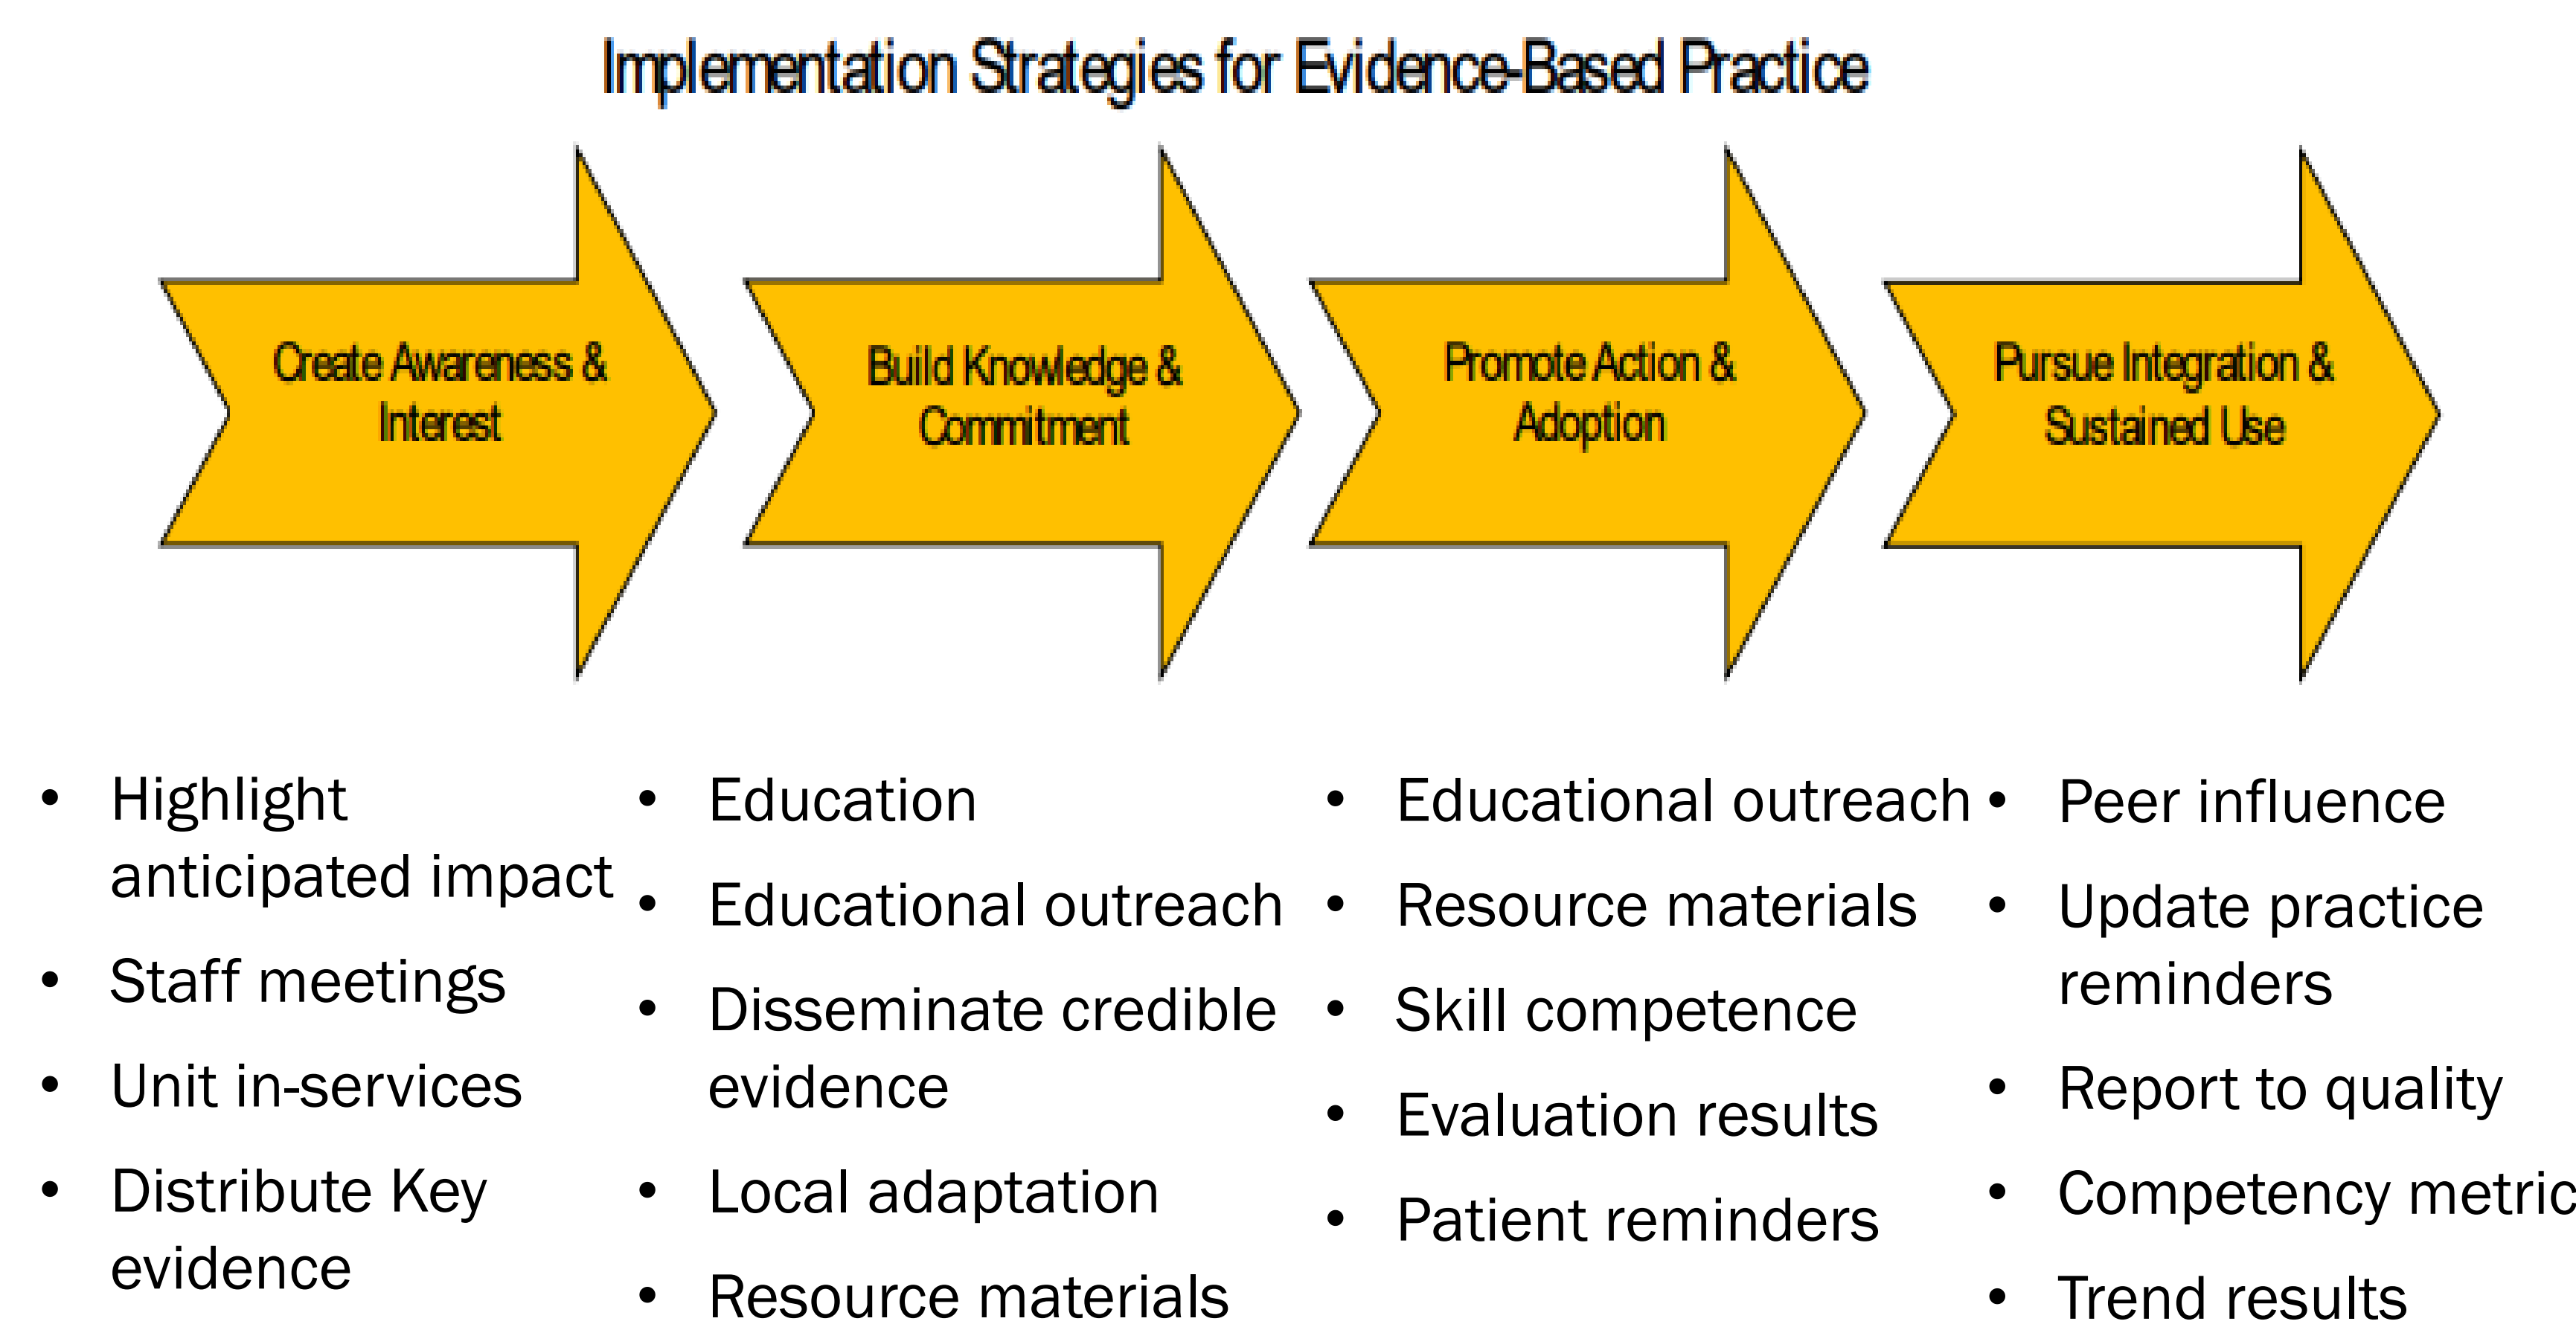 Implementation Strategies for Evidence-Based Practice
Create Awareness &
Interest
Build Knowledge &
Commitment
Promote Action &
Adoption
Pursue Integration &
Sustained Use
• Highlight
anticipated impact
• Staff meetings
• Unit in-services
• Distribute Key
evidence
• Education
• Educational outreach
• Disseminate credible
evidence
• Local adaptation
• Resource materials
• Educational outreach
• Resource materials
• Skill competence
• Evaluation results
• Patient reminders
• Peer influence
• Update practice
reminders
• Report to quality
• Competency metric
• Trend results